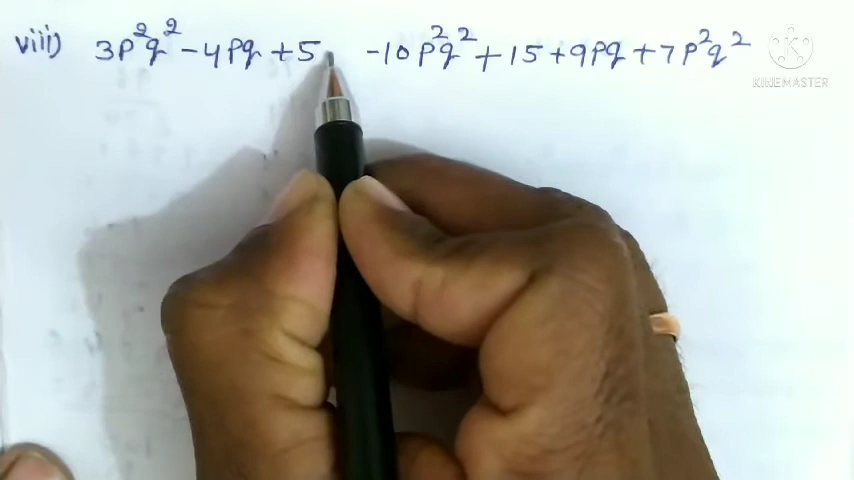 viii) 3p²q² - 4pq + 5 -10p²q² + 15 + 9pq + 7p²q²
KINEMASTER